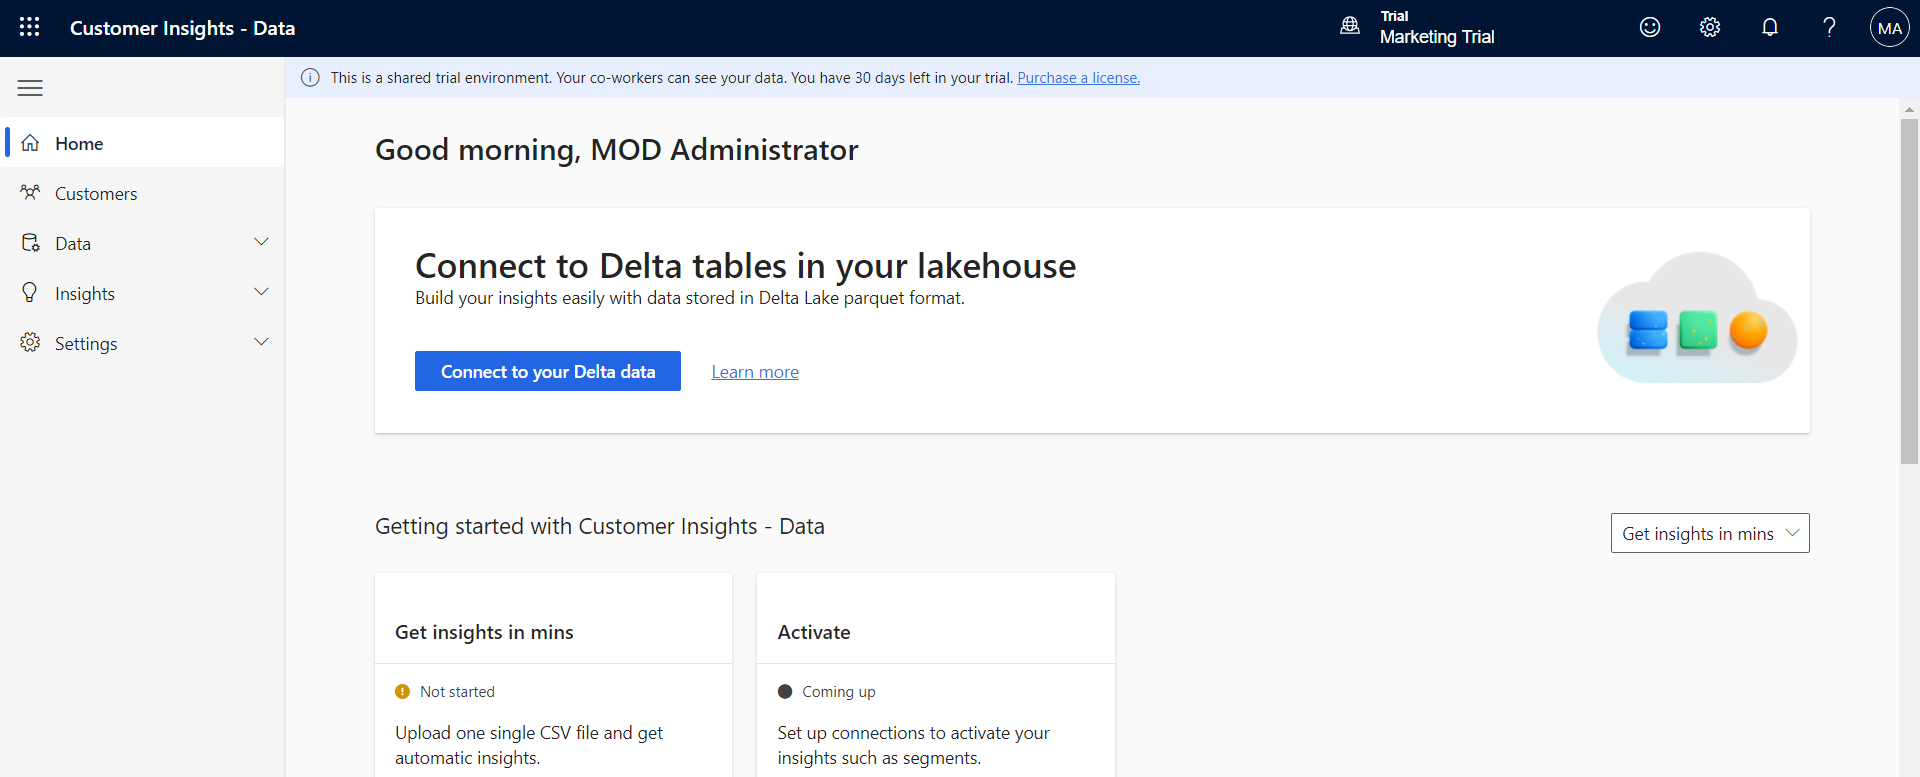 Customer Insights - Data
Trial
Marketing Trial
MA
This is a shared trial environment. Your co-workers can see your data. You have 30 days left in your trial. Purchase a license.
Home
Customers
Data
Insights
Settings
Good morning, MOD Administrator
Connect to Delta tables in your lakehouse
Build your insights easily with data stored in Delta Lake parquet format.
Connect to your Delta data
Learn more
Getting started with Customer Insights - Data
Get insights in mins
Get insights in mins
Not started
Upload one single CSV file and get
automatic insights.
Activate
Coming up
Set up connections to activate your
insights such as segments.